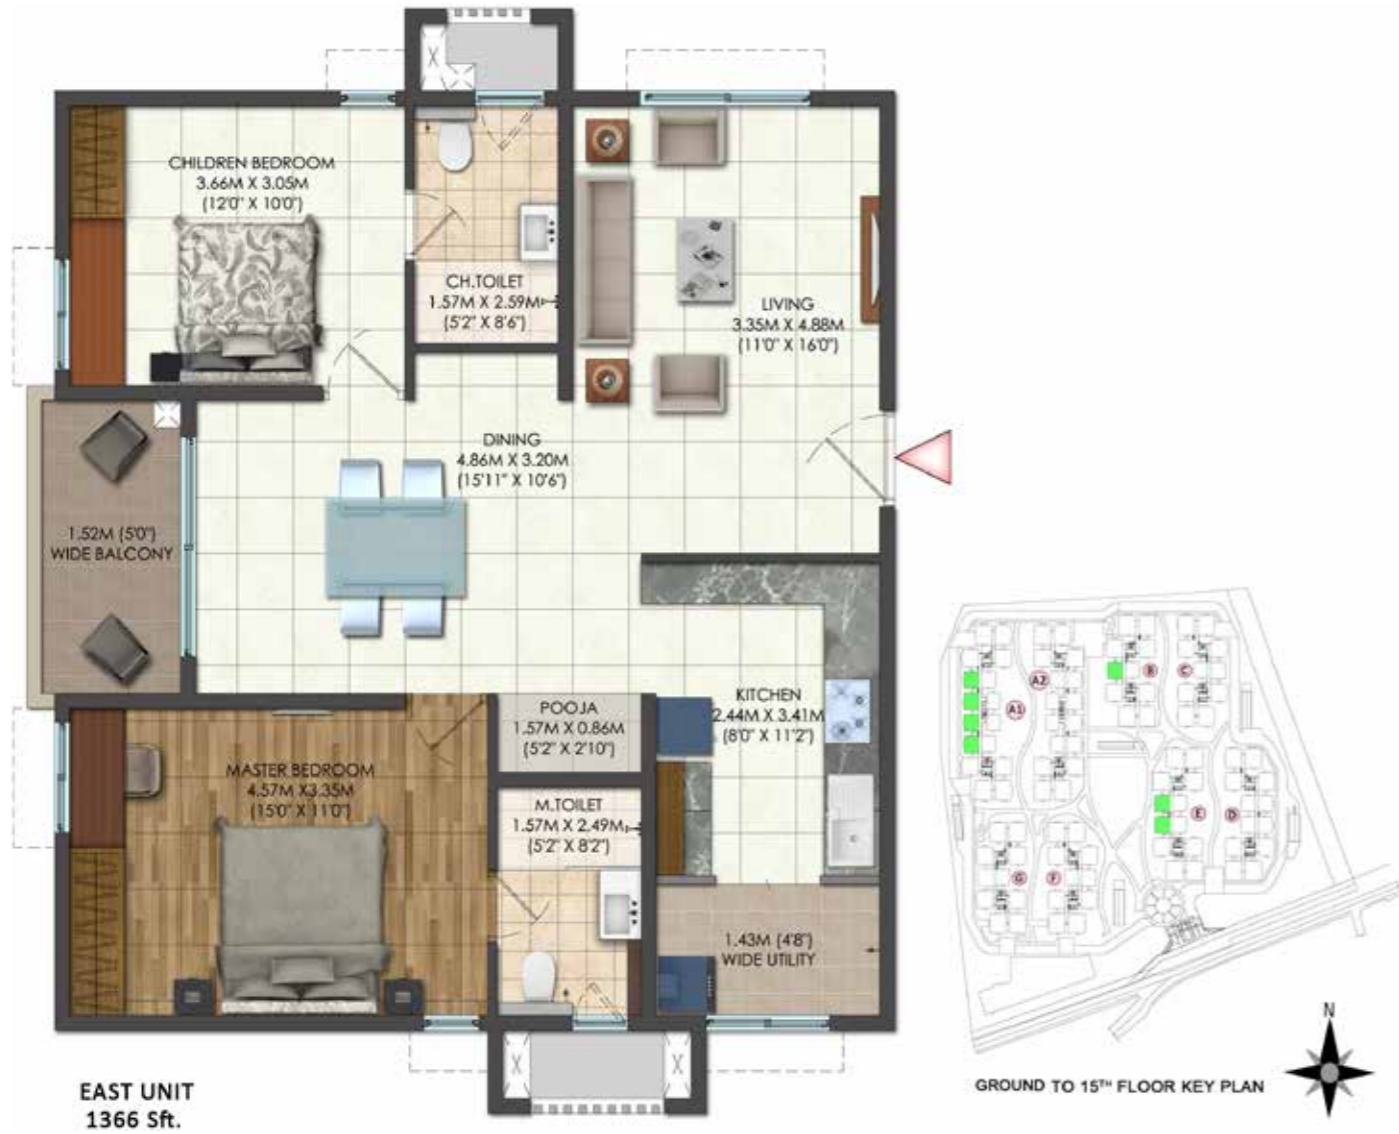 CHILDREN BEDROOM
3.66M X 3.05M
(12'0" X 10'0")
CH.TOILET
1.57M X 2.59M
(5'2" X 8'6")
LIVING
3.35M X 4.88M
(11'0" X 16'0")
DINING
4.86M X 3.20M
(15'11" X 10'6")
1.52M (5'0")
WIDE BALCONY
POOJA
1.57M X 0.86M
(5'2" X 2'10")
KITCHEN
2.44M X 3.41M
(8'0" X 11'2")
MASTER BEDROOM
4.57M X3.35M
(15'0" X 11'0")
M.TOILET
1.57M X 2.49M
(5'2" X 8'2")
1.43M (4'8")
WIDE UTILITY
EAST UNIT
1366 Sft.
A2
B
C
A1
E
D
G
F
N
GROUND TO 15TH FLOOR KEY PLAN